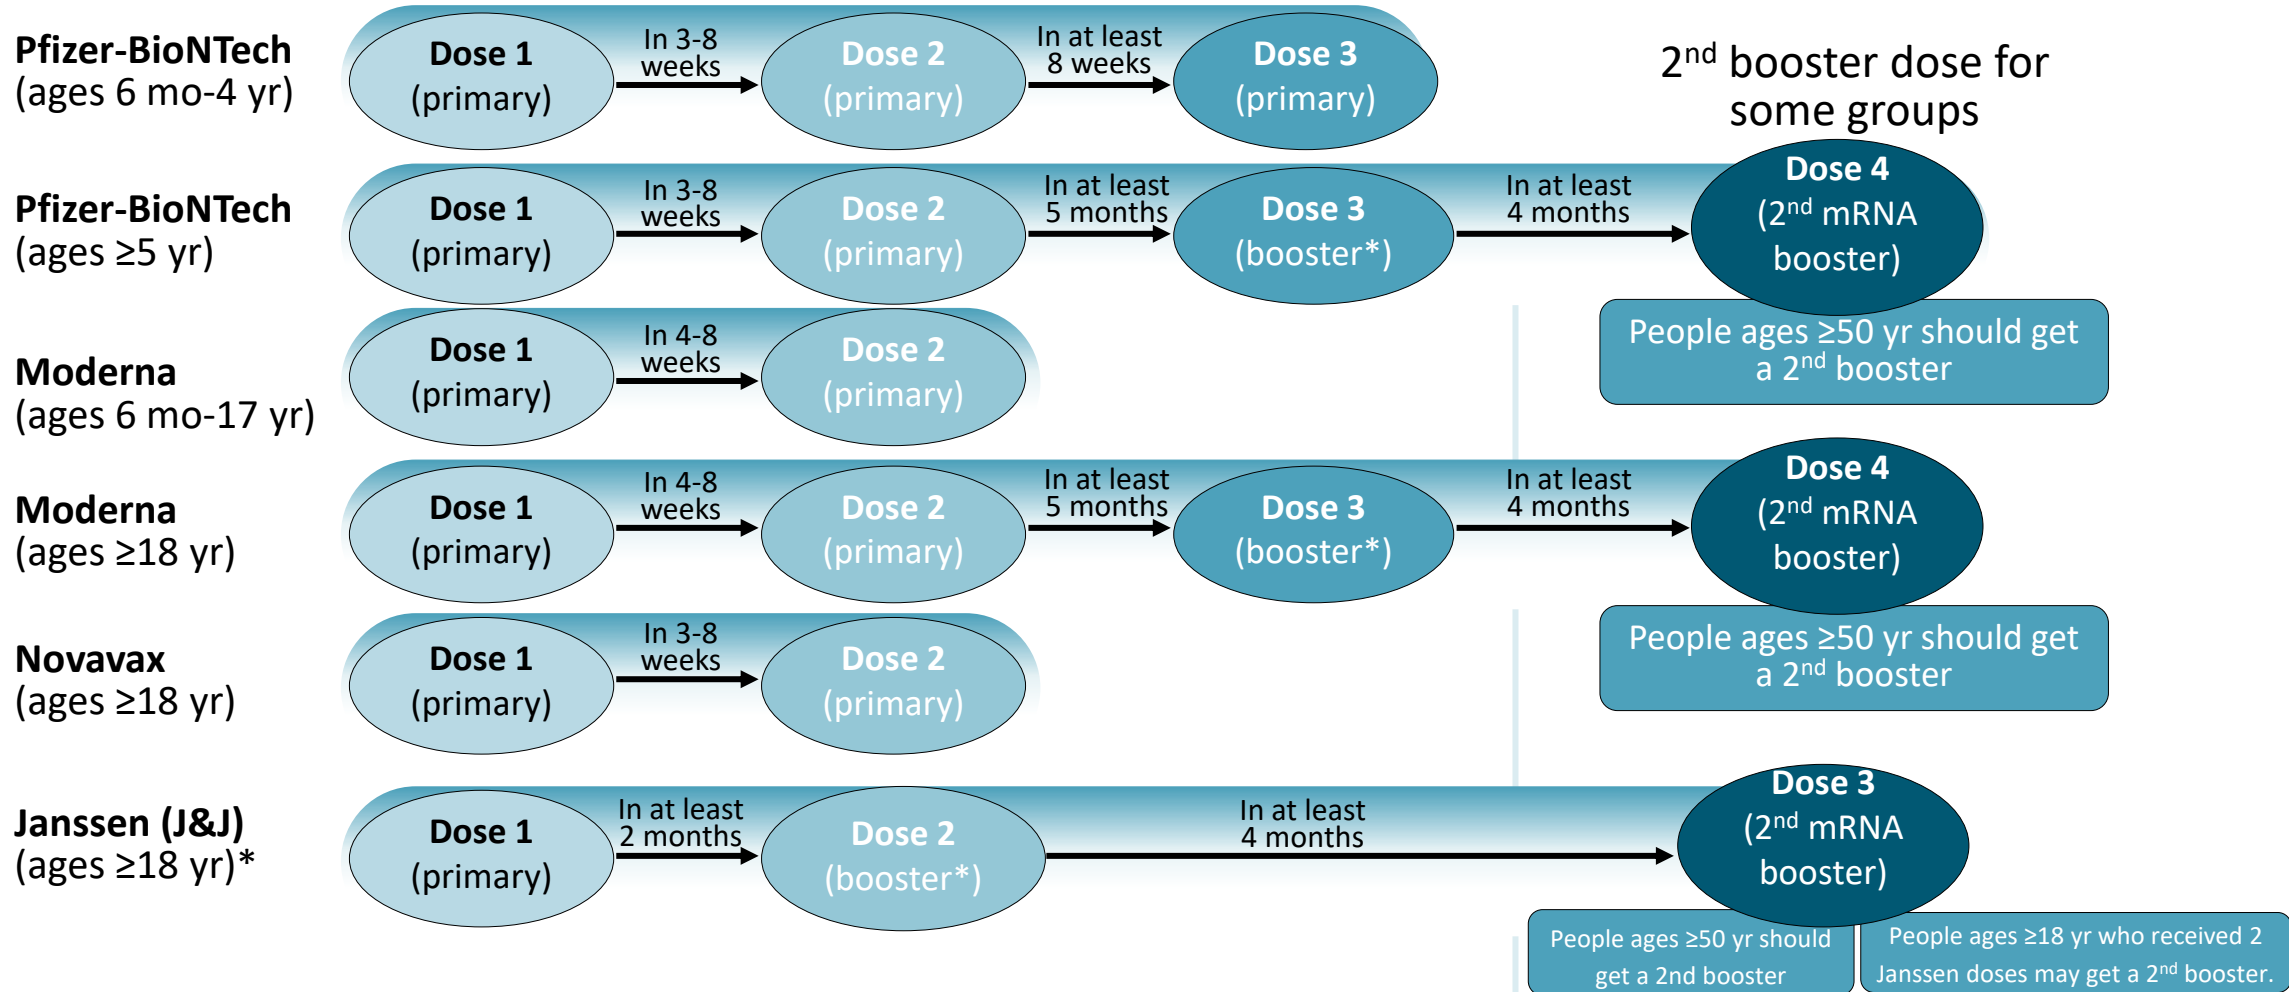 Pfizer-BioNTech
(ages 6 mo-4 yr)
Dose 1
(primary)
In 3-8
weeks
Dose 2
(primary)
In at least
8 weeks
Dose 3
(primary)
2nd booster dose for
some groups
Pfizer-BioNTech
(ages ≥5 yr)
Dose 1
(primary)
In 3-8
weeks
Dose 2
(primary)
In at least
5 months
Dose 3
(booster*)
In at least
4 months
Dose 4
(2nd mRNA
booster)
People ages ≥50 yr should get
a 2nd booster
Moderna
(ages 6 mo-17 yr)
Dose 1
(primary)
In 4-8
weeks
Dose 2
(primary)
Moderna
(ages ≥18 yr)
Dose 1
(primary)
In 4-8
weeks
Dose 2
(primary)
In at least
5 months
Dose 3
(booster*)
In at least
4 months
Dose 4
(2nd mRNA
booster)
People ages ≥50 yr should get
a 2nd booster
Novavax
(ages ≥18 yr)
Dose 1
(primary)
In 3-8
weeks
Dose 2
(primary)
Janssen (J&J)
(ages ≥18 yr)*
Dose 1
(primary)
In at least
2 months
Dose 2
(booster*)
In at least
4 months
Dose 3
(2nd mRNA
booster)
People ages ≥50 yr should
get a 2nd booster
People ages ≥18 yr who received 2
Janssen doses may get a 2nd booster.